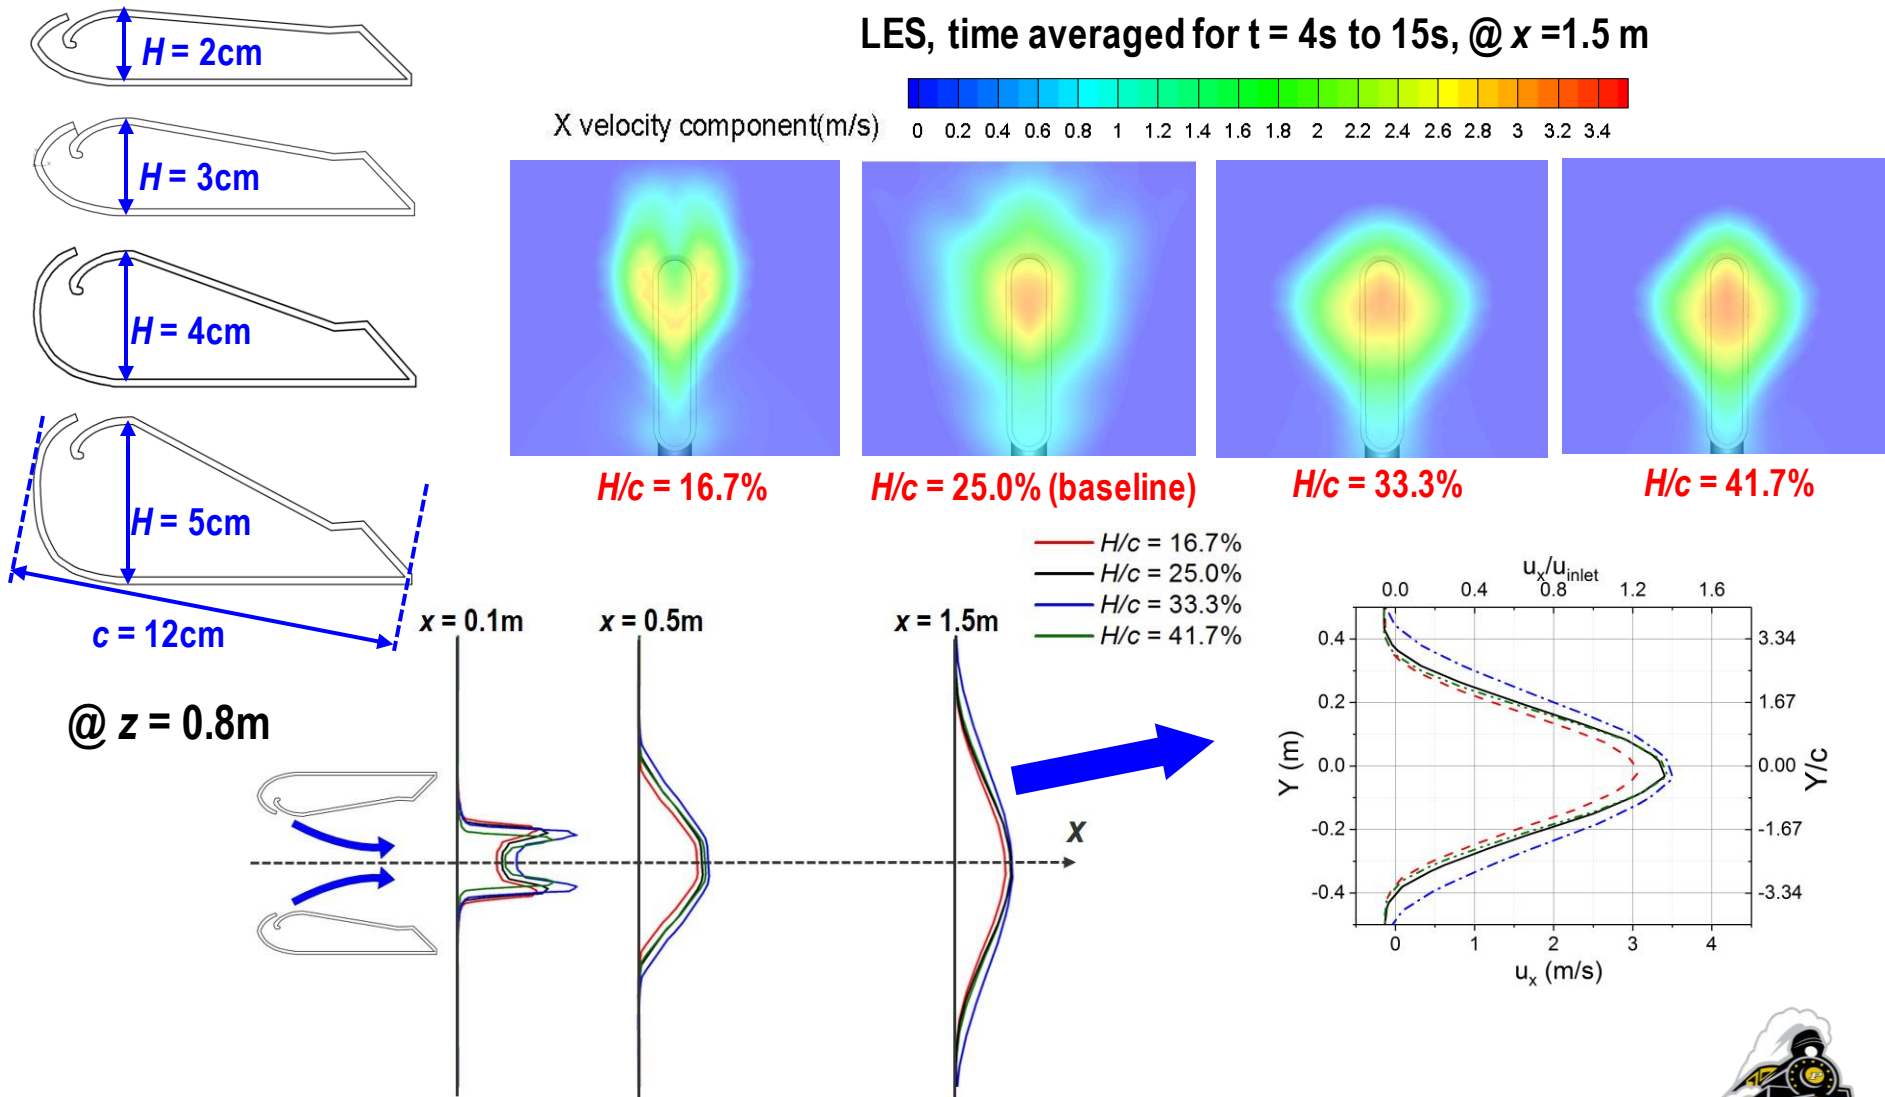 H = 2cm
H = 3cm
H = 4cm
H = 5cm
c = 12cm
@ z = 0.8m
LES, time averaged for t = 4s to 15s, @ x =1.5 m
X velocity component(m/s)
0 0.2 0.4 0.6 0.8 1 1.2 1.4 1.6 1.8 2 2.2 2.4 2.6 2.8 3 3.2 3.4
H/c = 16.7%
H/c = 25.0% (baseline)
H/c = 33.3%
H/c = 41.7%
H/c = 16.7%
H/c = 25.0%
H/c = 33.3%
H/c = 41.7%
x = 0.1m
x = 0.5m
x = 1.5m
x
u_x/u_inlet
0.0 0.4 0.8 1.2 1.6
0.4
0.2
0.0
-0.2
-0.4
Y (m)
3.34
1.67
0.00
-1.67
-3.34
Y/c
0 1 2 3 4
u_x (m/s)